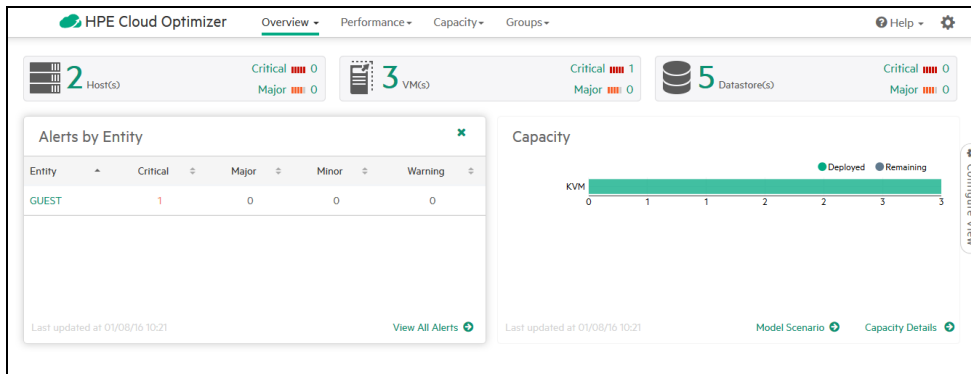 HPE Cloud Optimizer Overview Performance Capacity Groups Help
2 Host(s) Critical 0 Major 0
3 VM(s) Critical 1 Major 0
5 Datastore(s) Critical 0 Major 0
Alerts by Entity
Entity Critical Major Minor Warning
GUEST 1 0 0 0
Last updated at 01/08/16 10:21 View All Alerts
Capacity
Deployed Remaining
KVM
0 1 1 2 2 3 3
Last updated at 01/08/16 10:21 Model Scenario Capacity Details
Configure View